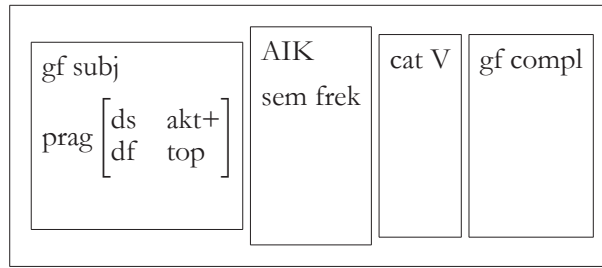 gf subj
prag [ds akt+
df top]
AIK
sem frek
cat V
gf compl